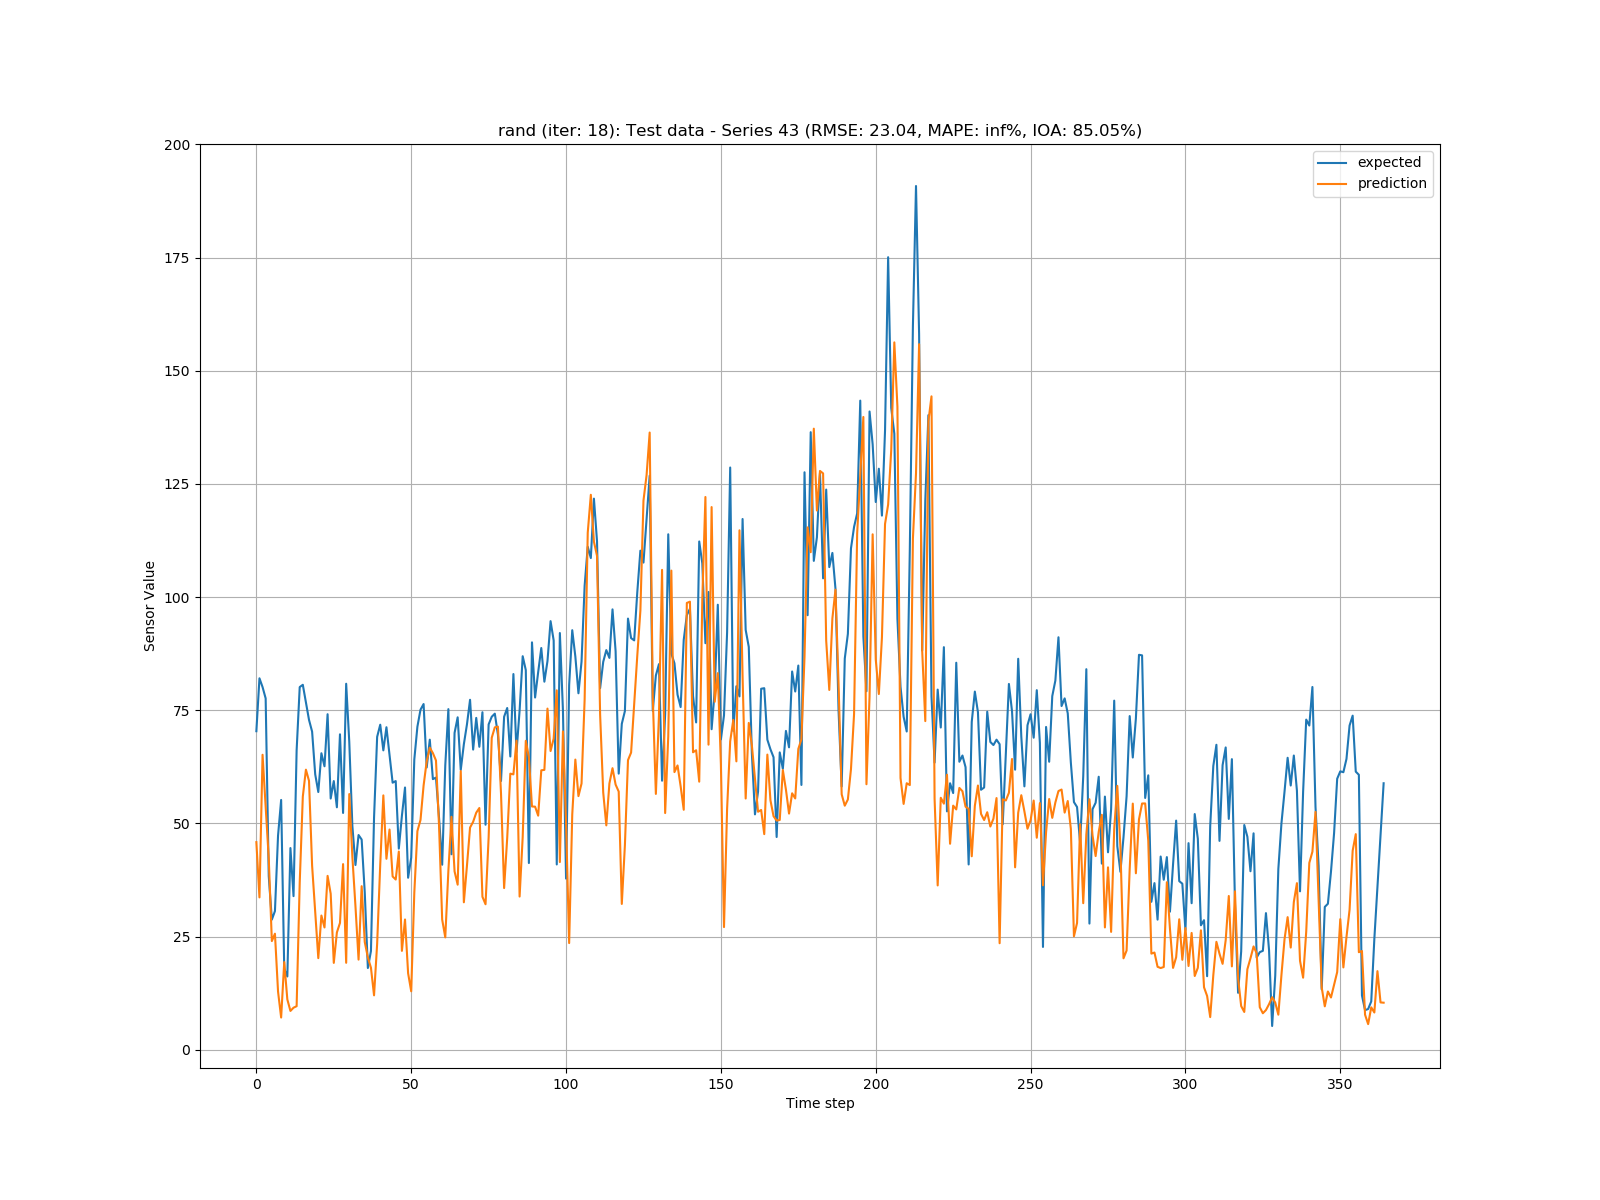 rand (iter: 18): Test data - Series 43 (RMSE: 23.04, MAPE: inf%, IOA: 85.05%)
expected
prediction
200
175
150
125
100
75
50
25
0
Sensor Value
0 50 100 150 200 250 300 350
Time step